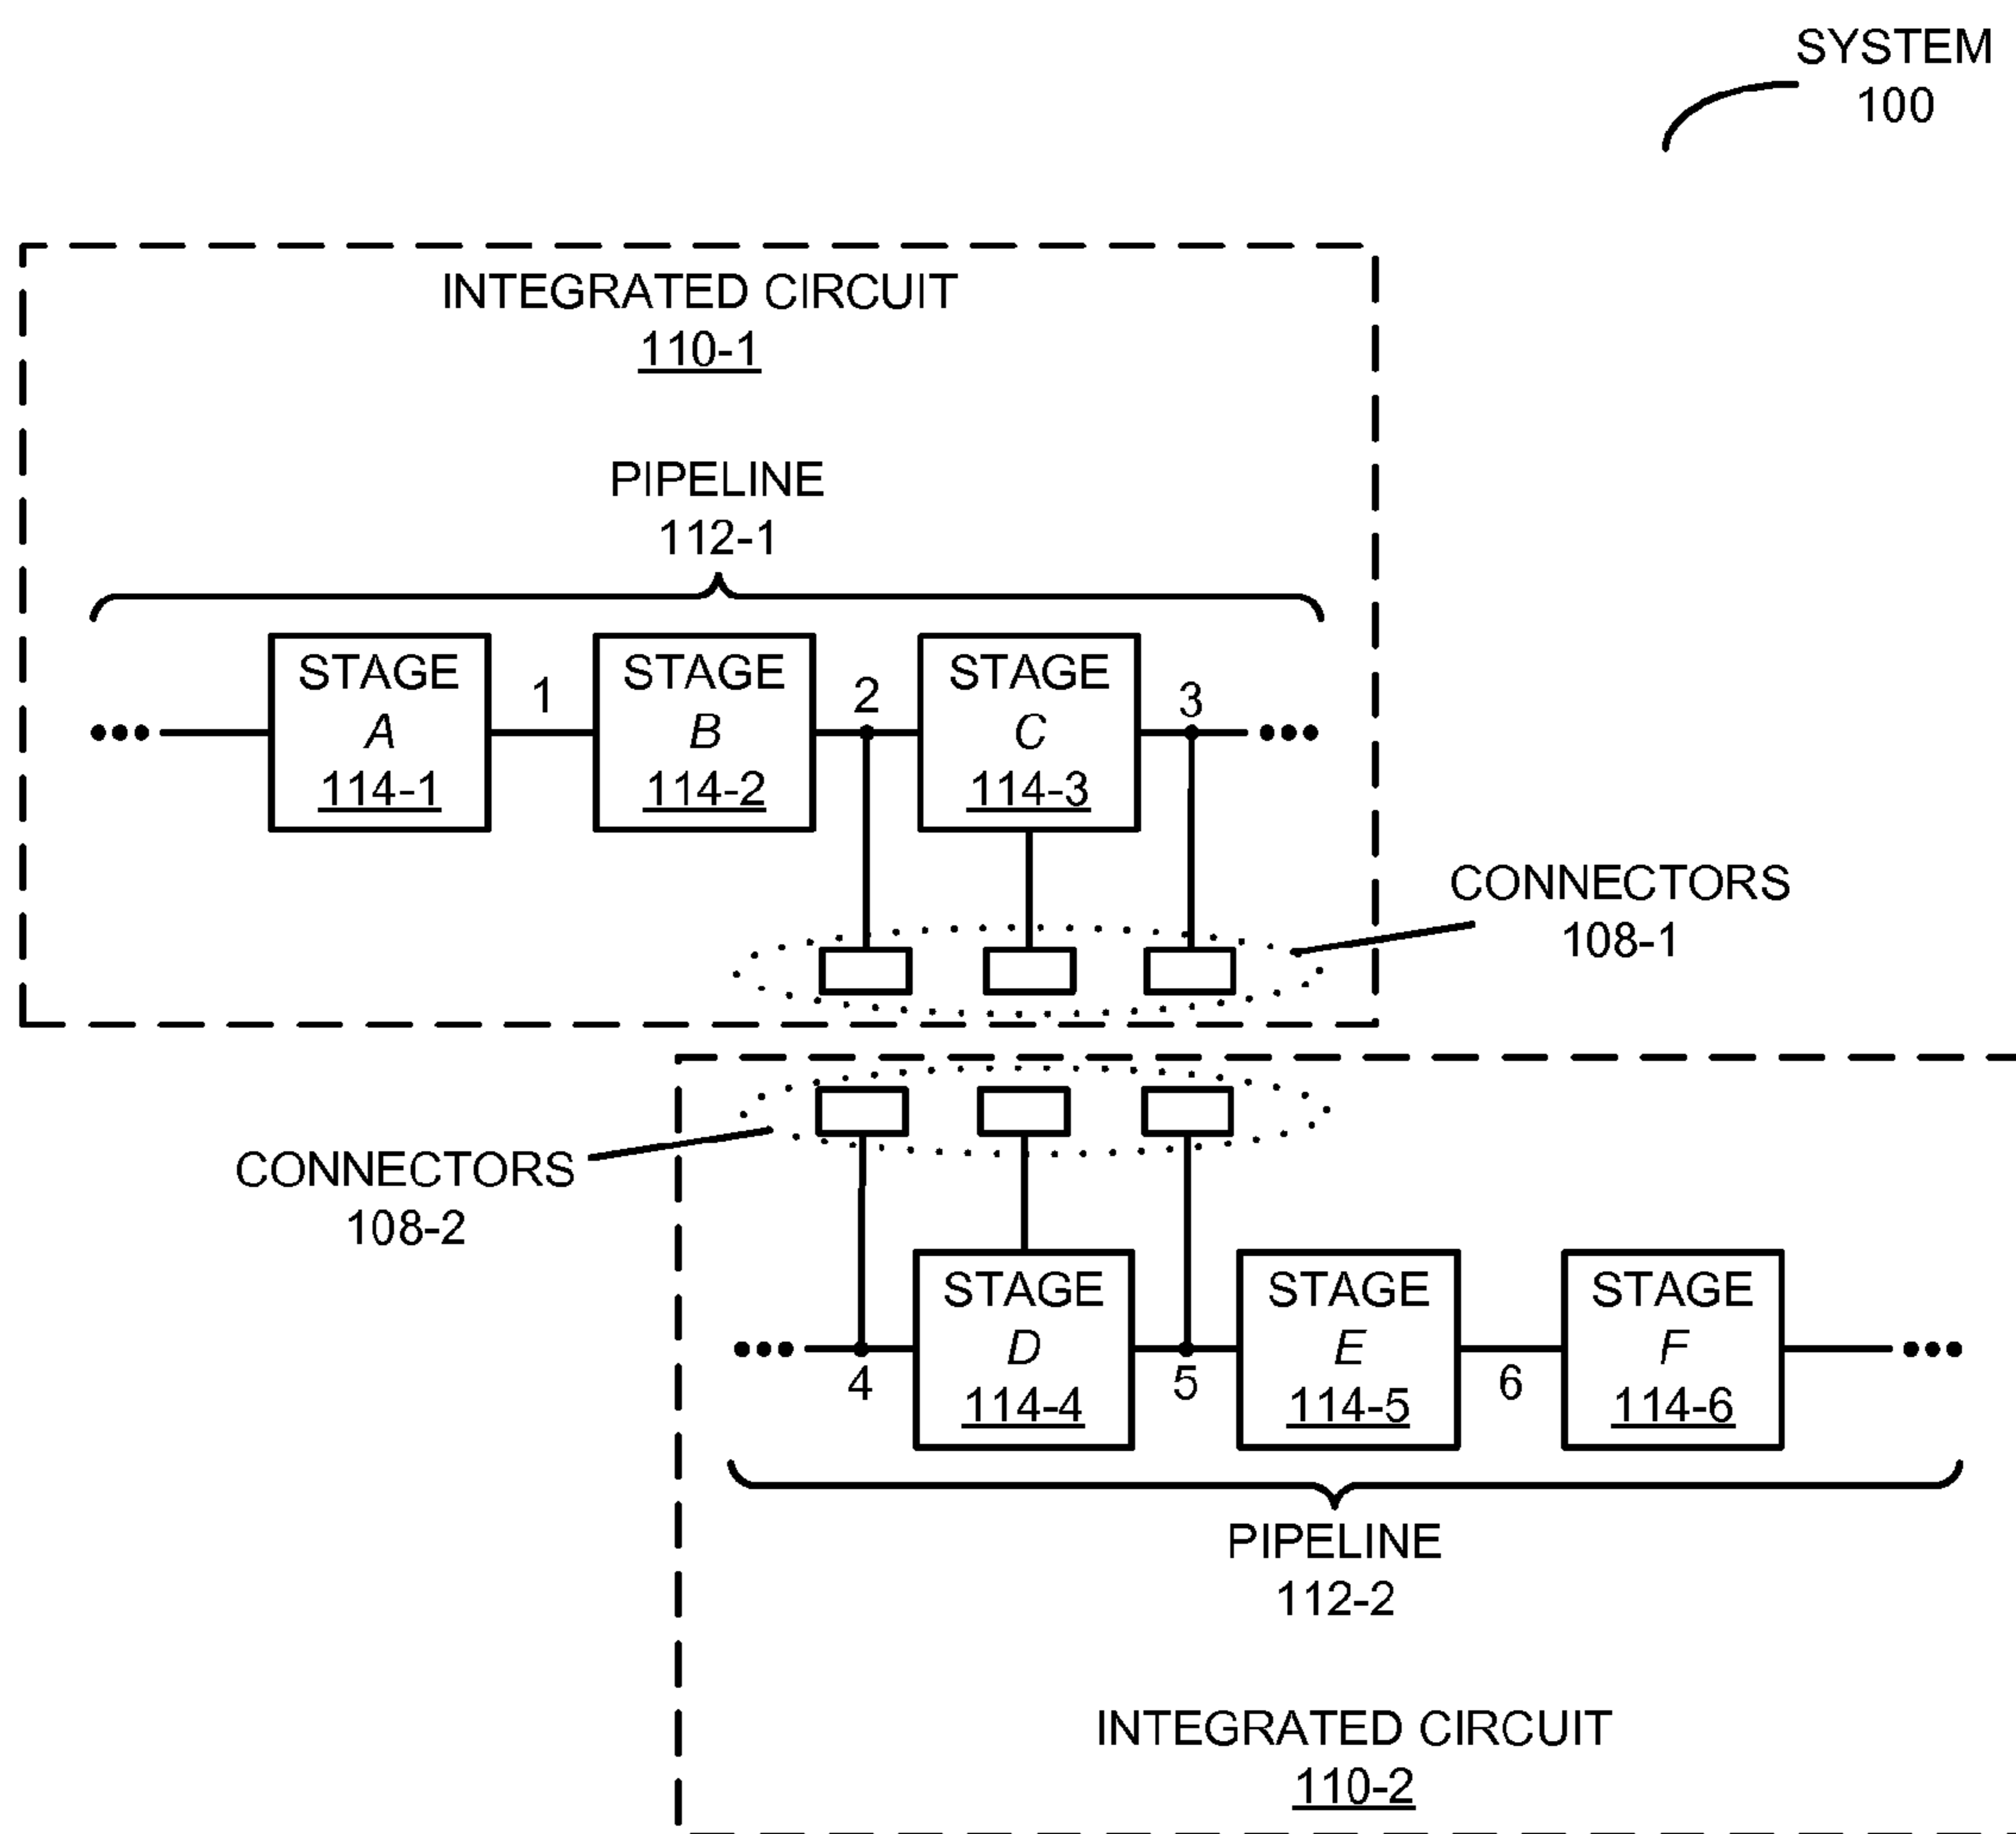 SYSTEM
100
INTEGRATED CIRCUIT
110-1
PIPELINE
112-1
STAGE
A
114-1
1
STAGE
B
114-2
2
STAGE
C
114-3
3
CONNECTORS
108-1
CONNECTORS
108-2
4
STAGE
D
114-4
5
STAGE
E
114-5
6
STAGE
F
114-6
PIPELINE
112-2
INTEGRATED CIRCUIT
110-2